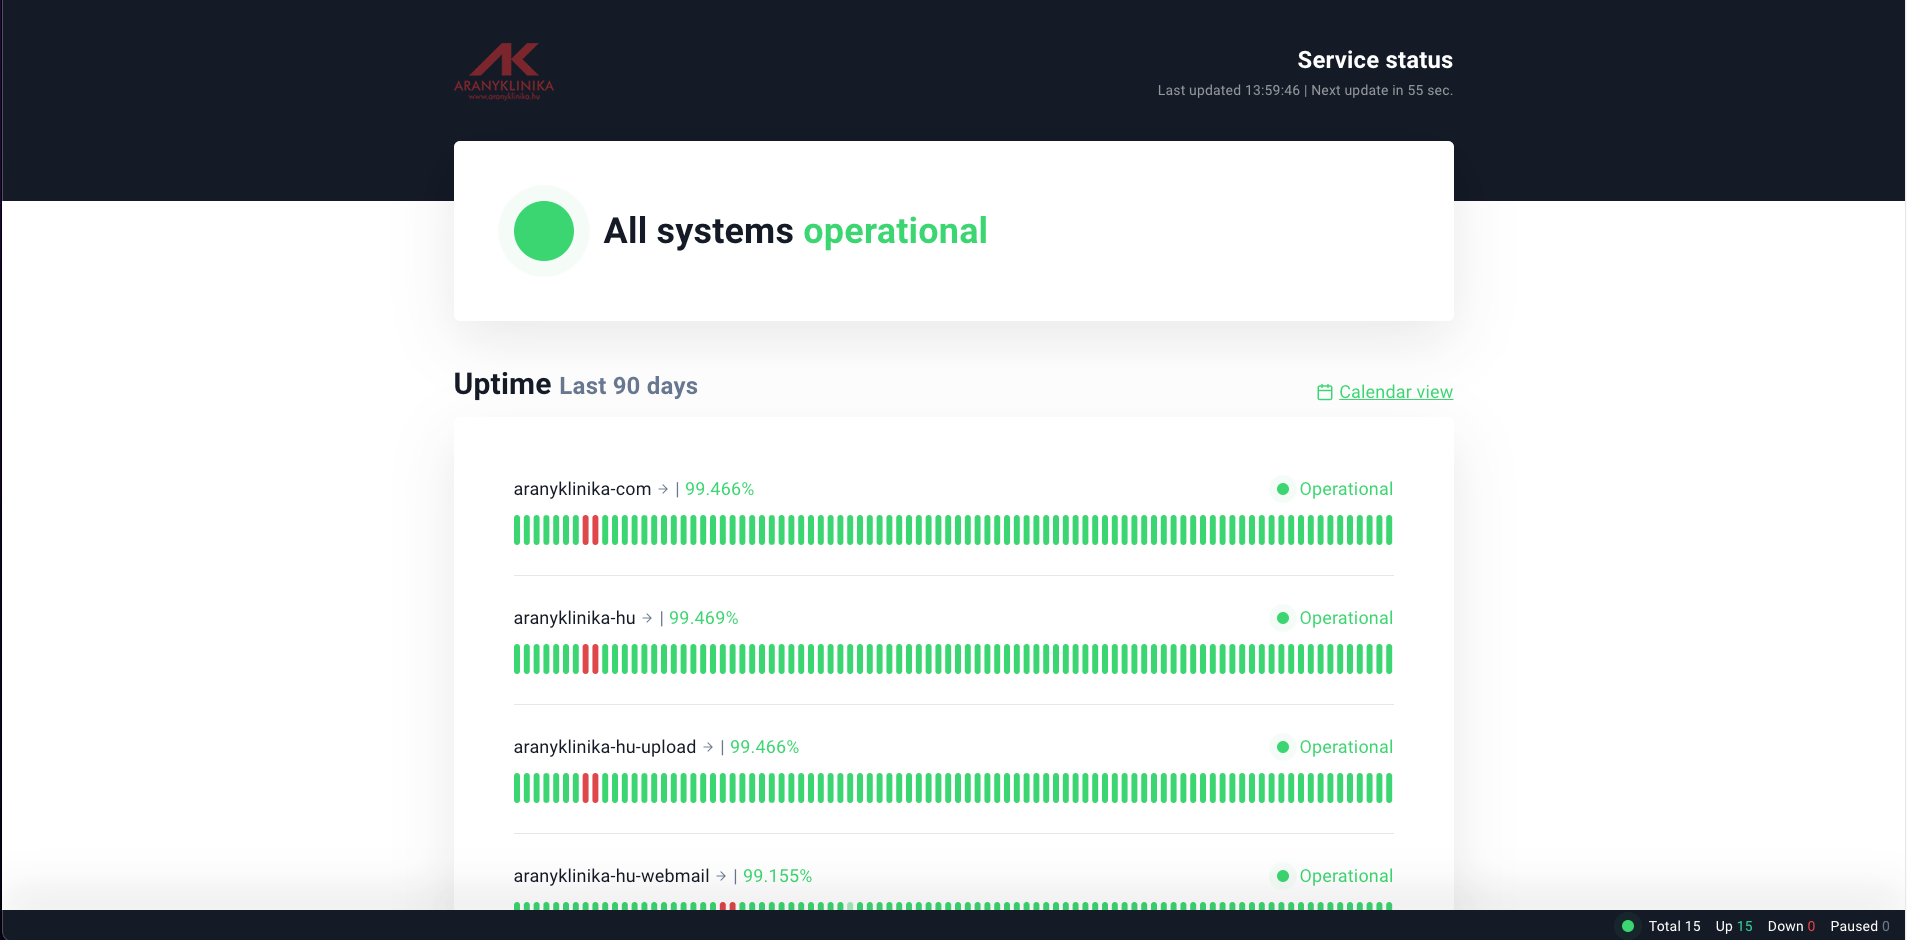 ARANYKLINIKA
www.aranyklinika.hu
Service status
Last updated 13:59:46 | Next update in 55 sec.
All systems operational
Uptime Last 90 days
Calendar view
aranyklinika-com → | 99.466%
Operational
aranyklinika-hu → | 99.469%
Operational
aranyklinika-hu-upload → | 99.466%
Operational
aranyklinika-hu-webmail → | 99.155%
Operational
Total 15 Up 15 Down 0 Paused 0